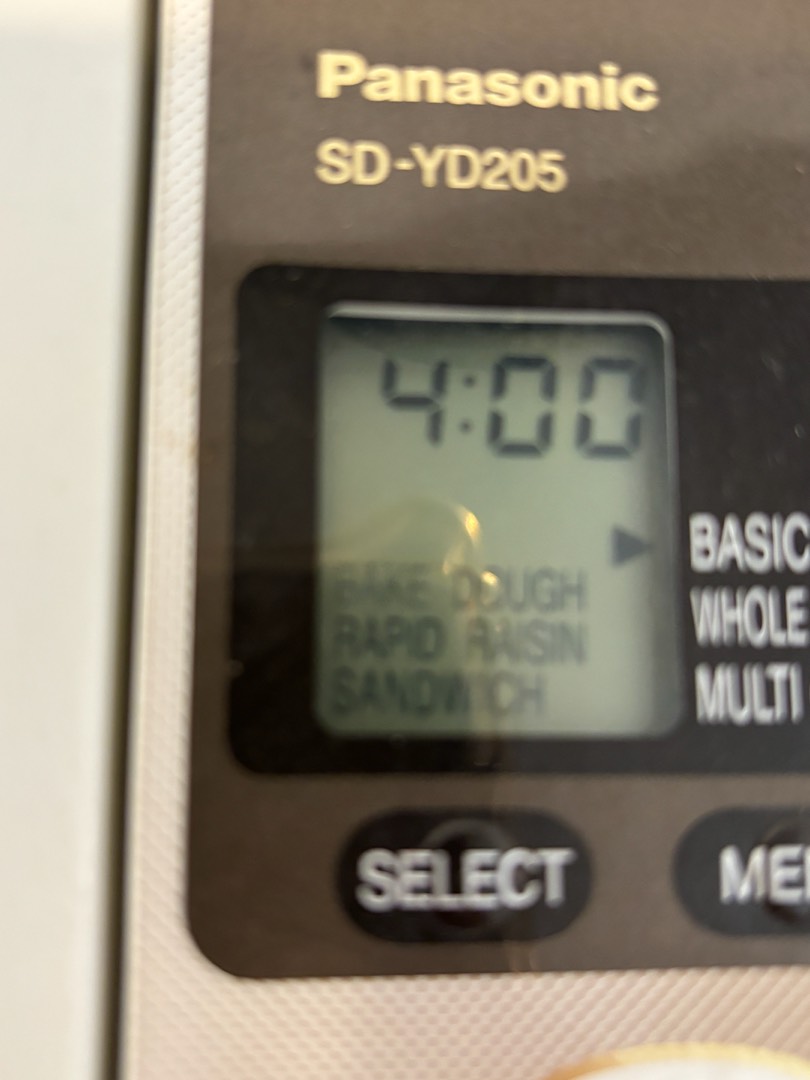 Panasonic
SD-YD205
4:00
BASIC
BAKE DOUGH
WHOLE
RAPID RAISIN
MULTI
SANDWICH
SELECT